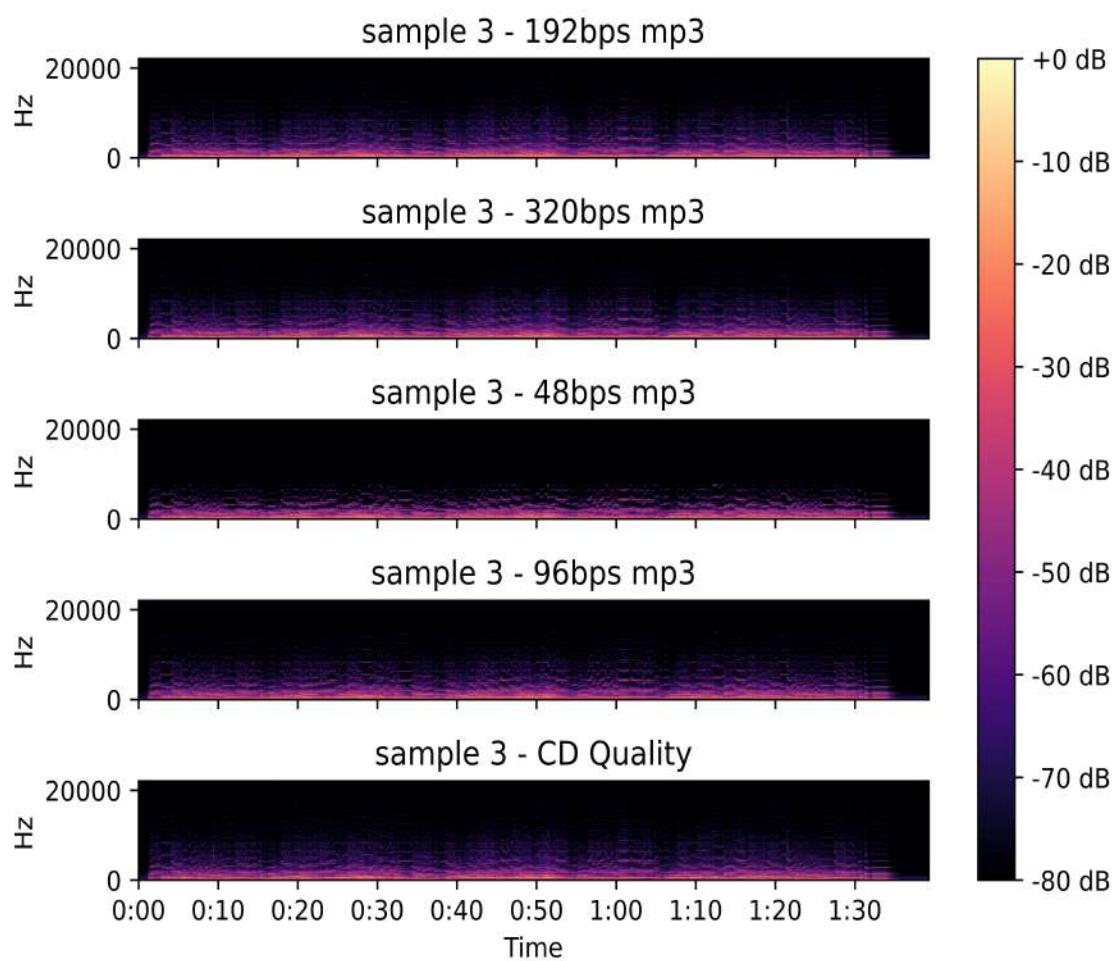 sample 3 - 192bps mp3
20000
Hz
0
sample 3 - 320bps mp3
20000
Hz
0
sample 3 - 48bps mp3
20000
Hz
0
sample 3 - 96bps mp3
20000
Hz
0
sample 3 - CD Quality
20000
Hz
0
0:00 0:10 0:20 0:30 0:40 0:50 1:00 1:10 1:20 1:30
Time
+0 dB
-10 dB
-20 dB
-30 dB
-40 dB
-50 dB
-60 dB
-70 dB
-80 dB